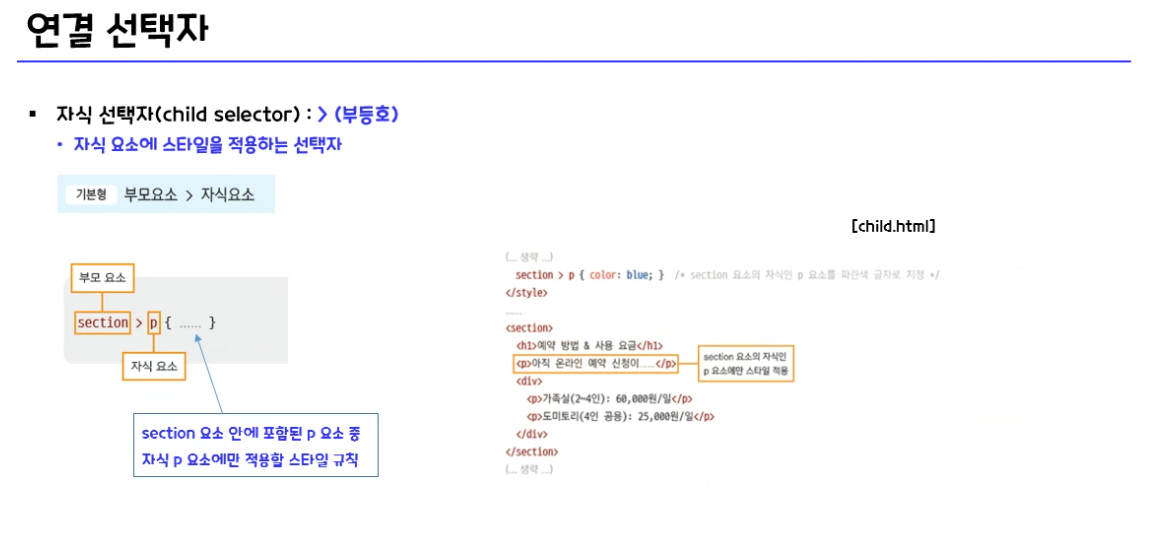 연결 선택자
▪ 자식 선택자(child selector) : > (부등호)
• 자식 요소에 스타일을 적용하는 선택자
기본형 부모요소 > 자식요소
[child.html]
부모 요소
section > p { ...... }
자식 요소
section 요소 안에 포함된 p 요소 중
자식 p 요소에만 적용할 스타일 규칙
(... 생략 ...)
section > p { color: blue; } /* section 요소의 자식인 p 요소를 파란색 글자로 지정 */
</style>
......
<section>
<h1>예약 방법 & 사용 요금</h1>
<p>아직 온라인 예약 신청이......</p>
section 요소의 자식인
p 요소에만 스타일 적용
<div>
<p>가족실(2~4인): 60,000원/일</p>
<p>도미토리(4인 공용): 25,000원/일</p>
</div>
</section>
(... 생략 ...)